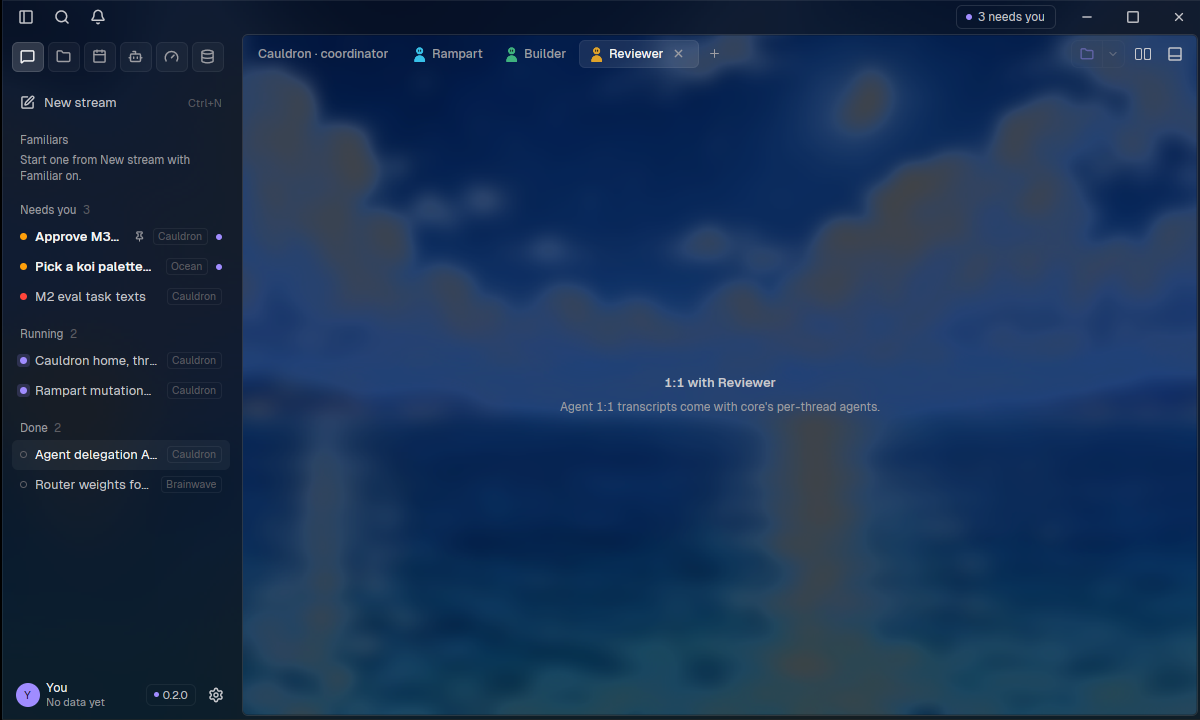 3 needs you
Cauldron · coordinator
Rampart
Builder
Reviewer
New stream Ctrl+N
Familiars
Start one from New stream with
Familiar on.
Needs you 3
Approve M3... Cauldron
Pick a koi palette... Ocean
M2 eval task texts Cauldron
Running 2
Cauldron home, thr... Cauldron
Rampart mutation... Cauldron
Done 2
Agent delegation A... Cauldron
Router weights fo... Brainwave
1:1 with Reviewer
Agent 1:1 transcripts come with core's per-thread agents.
Y
You
No data yet
0.2.0